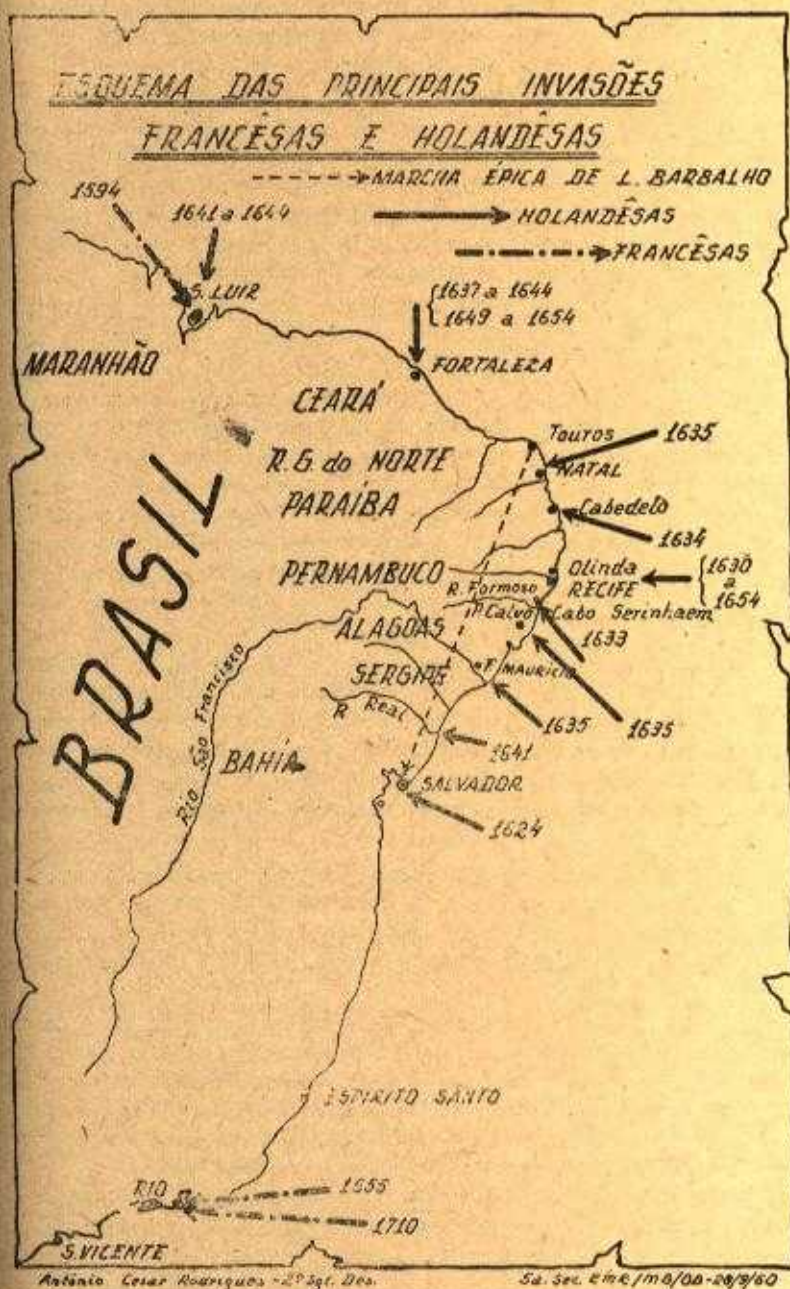 ESQUEMA DAS PRINCIPAIS INVASÕES
FRANCÊSAS E HOLANDÊSAS
MARCHA ÉPICA DE L. BARBALHO
HOLANDÊSAS
FRANCÊSAS
1594
1641 a 1644
S. LUIZ
MARANHÃO
1637 a 1644
1649 a 1654
FORTALEZA
CEARÁ
Touros
1635
R. G. do NORTE
NATAL
PARAÍBA
Cabedelo
1634
BRASIL
PERNAMBUCO
Olinda
RECIFE
1630
a
1654
R. Formoso
P. Calvo
Cabo Serinhaem
1633
ALAGOAS
F. MAURICIO
1635
SERGIPE
1635
R. Real
1641
Rio São Francisco
BAHÍA
SALVADOR
1624
ESPIRITO SANTO
RIO
1710
S. VICENTE
António Cesar Rodrigues - 2º Sgt. Des.